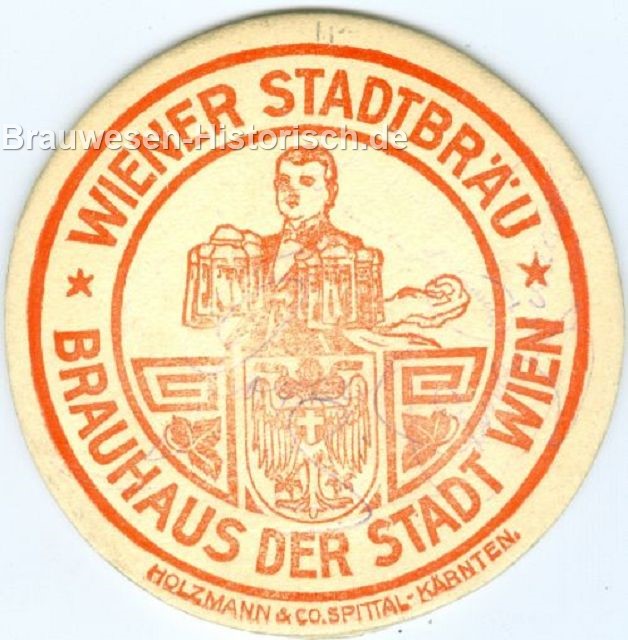 WIENER STADTBRÄU
Brauwesen-Historisch.de
★ BRAUHAUS DER STADT WIEN ★
HOLZMANN & CO. SPITTAL-KÄRNTEN.